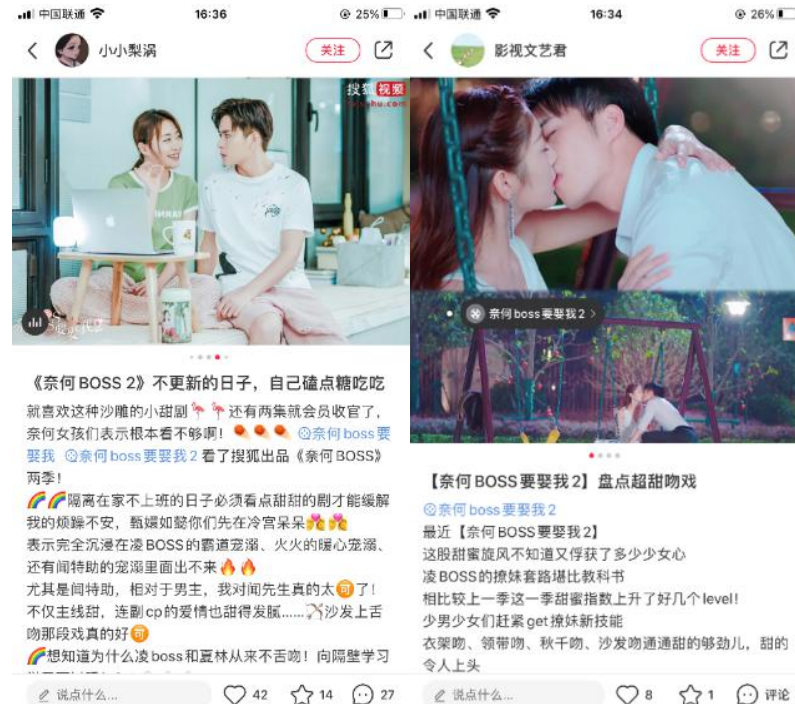 中国联通
16:36
25%
小小梨涡
关注
搜狐视频
《奈何BOSS 2》不更新的日子，自己磕点糖吃吃
就喜欢这种沙雕的小甜剧🦩🦩还有两集就会员收官了，
奈何女孩们表示根本看不够啊！
奈何boss要
娶我 奈何boss要娶我2 看了搜狐出品《奈何BOSS》
两季！
🌈🌈隔离在家不上班的日子必须看点甜甜的剧才能缓解
我的烦躁不安，甄嬛如懿你们先在冷宫呆呆💏💏
表示完全沉浸在凌BOSS的霸道宠溺、火火的暖心宠溺、
还有闻特助的宠溺里面出不来🔥🔥
尤其是闻特助，相对于男主，我对闻先生真的太🉑了！
不仅主线甜，连副cp的爱情也甜得发腻……🏹沙发上舌
吻那段戏真的好🉑
🌈想知道为什么凌boss和夏林从来不舌吻！向隔壁学习
说点什么...
42
14
27
中国联通
16:34
26%
影视文艺君
关注
奈何boss要娶我2 >
【奈何BOSS要娶我2】盘点超甜吻戏
奈何boss要娶我2
最近【奈何BOSS要娶我2】
这股甜蜜旋风不知道又俘获了多少少女心
凌BOSS的撩妹套路堪比教科书
相比较上一季这一季甜蜜指数上升了好几个level！
少男少女们赶紧get撩妹新技能
衣架吻、领带吻、秋千吻、沙发吻通通甜的够劲儿，甜的
令人上头
说点什么...
8
1
评论